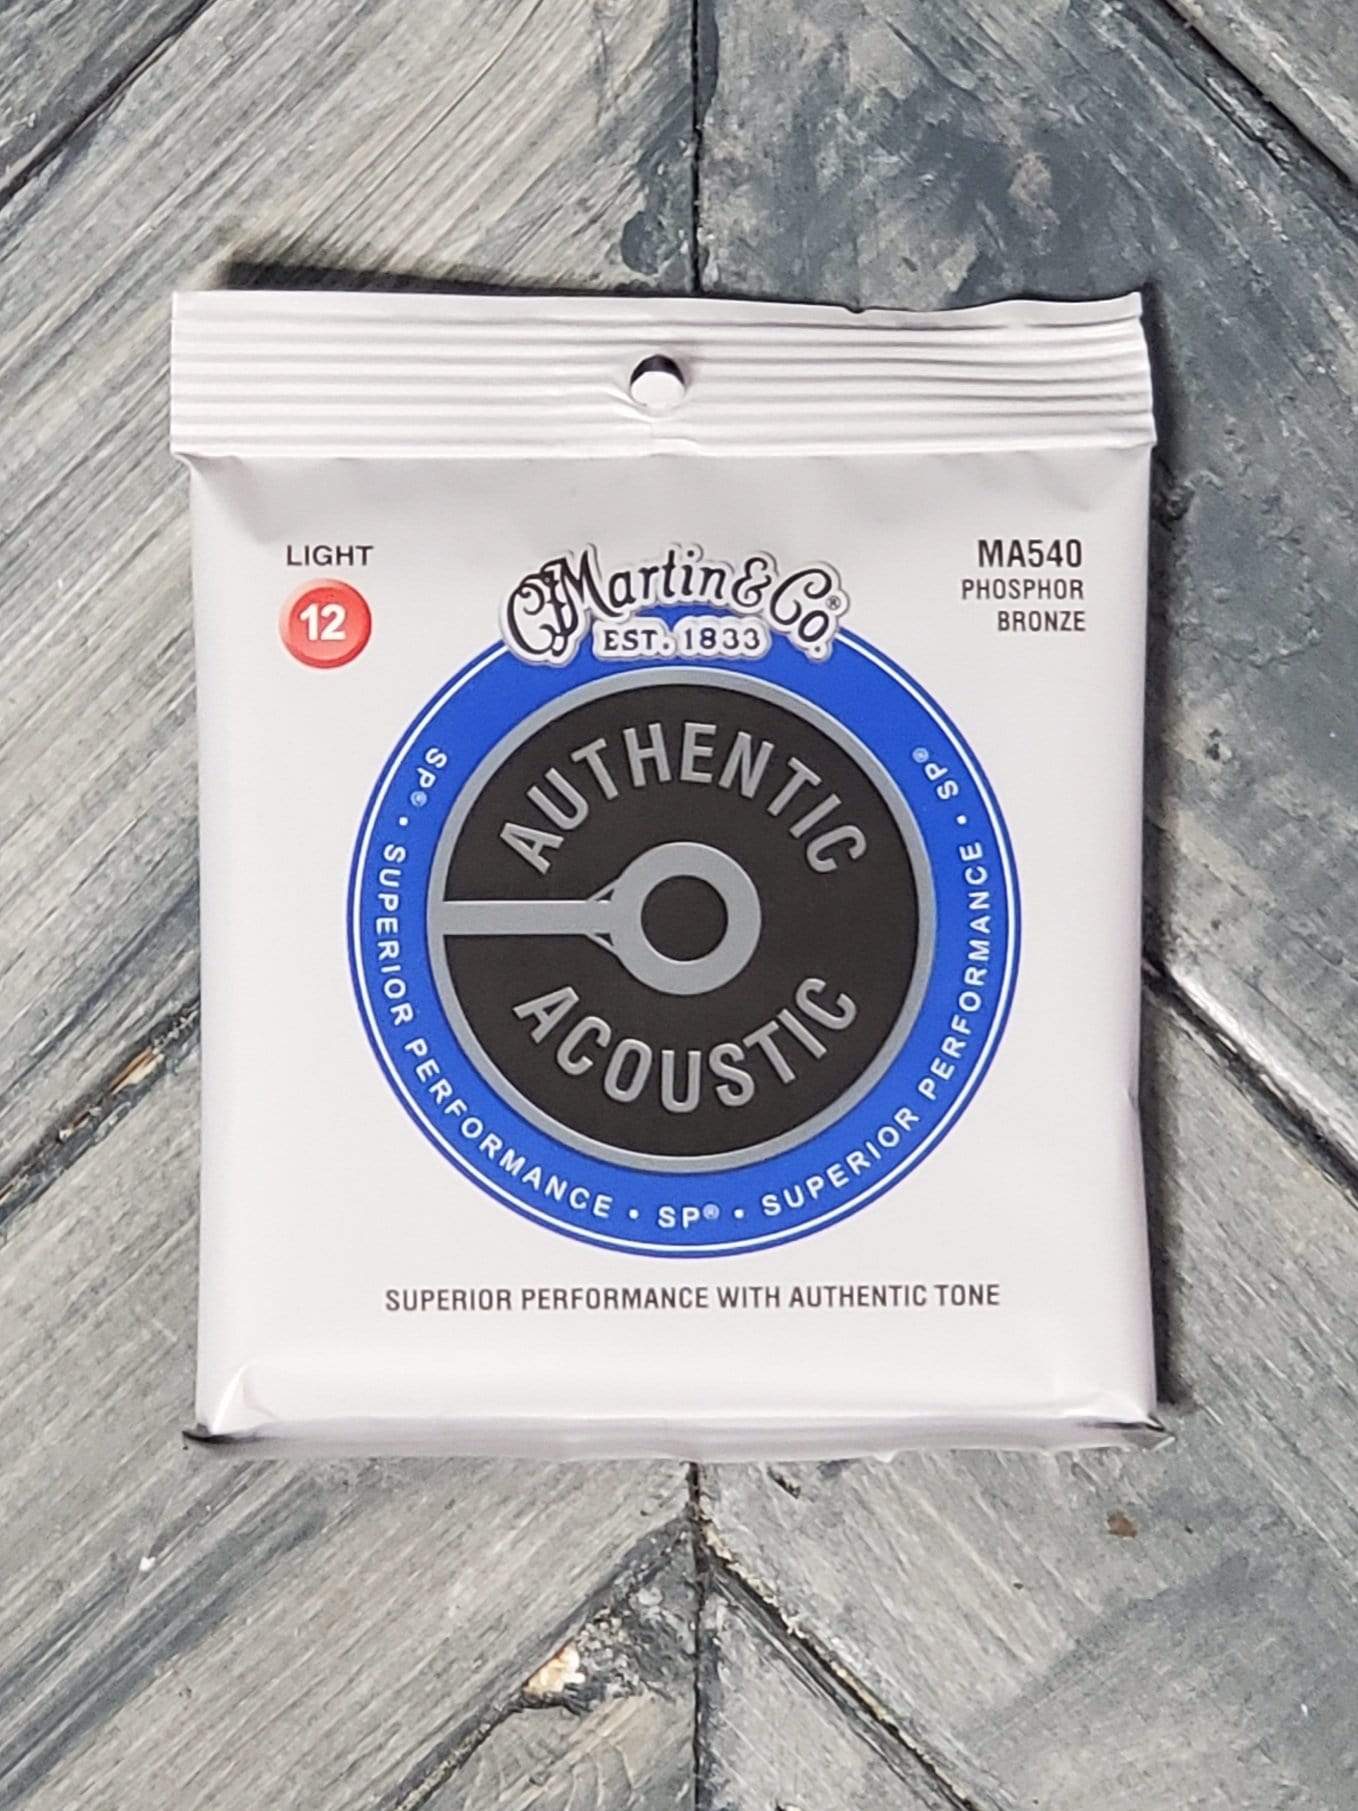 LIGHT
12
C.F. Martin & Co.®
EST. 1833
MA540
PHOSPHOR
BRONZE
AUTHENTIC
ACOUSTIC
SP® • SUPERIOR PERFORMANCE • SP® • SUPERIOR PERFORMANCE • SP®
SUPERIOR PERFORMANCE WITH AUTHENTIC TONE